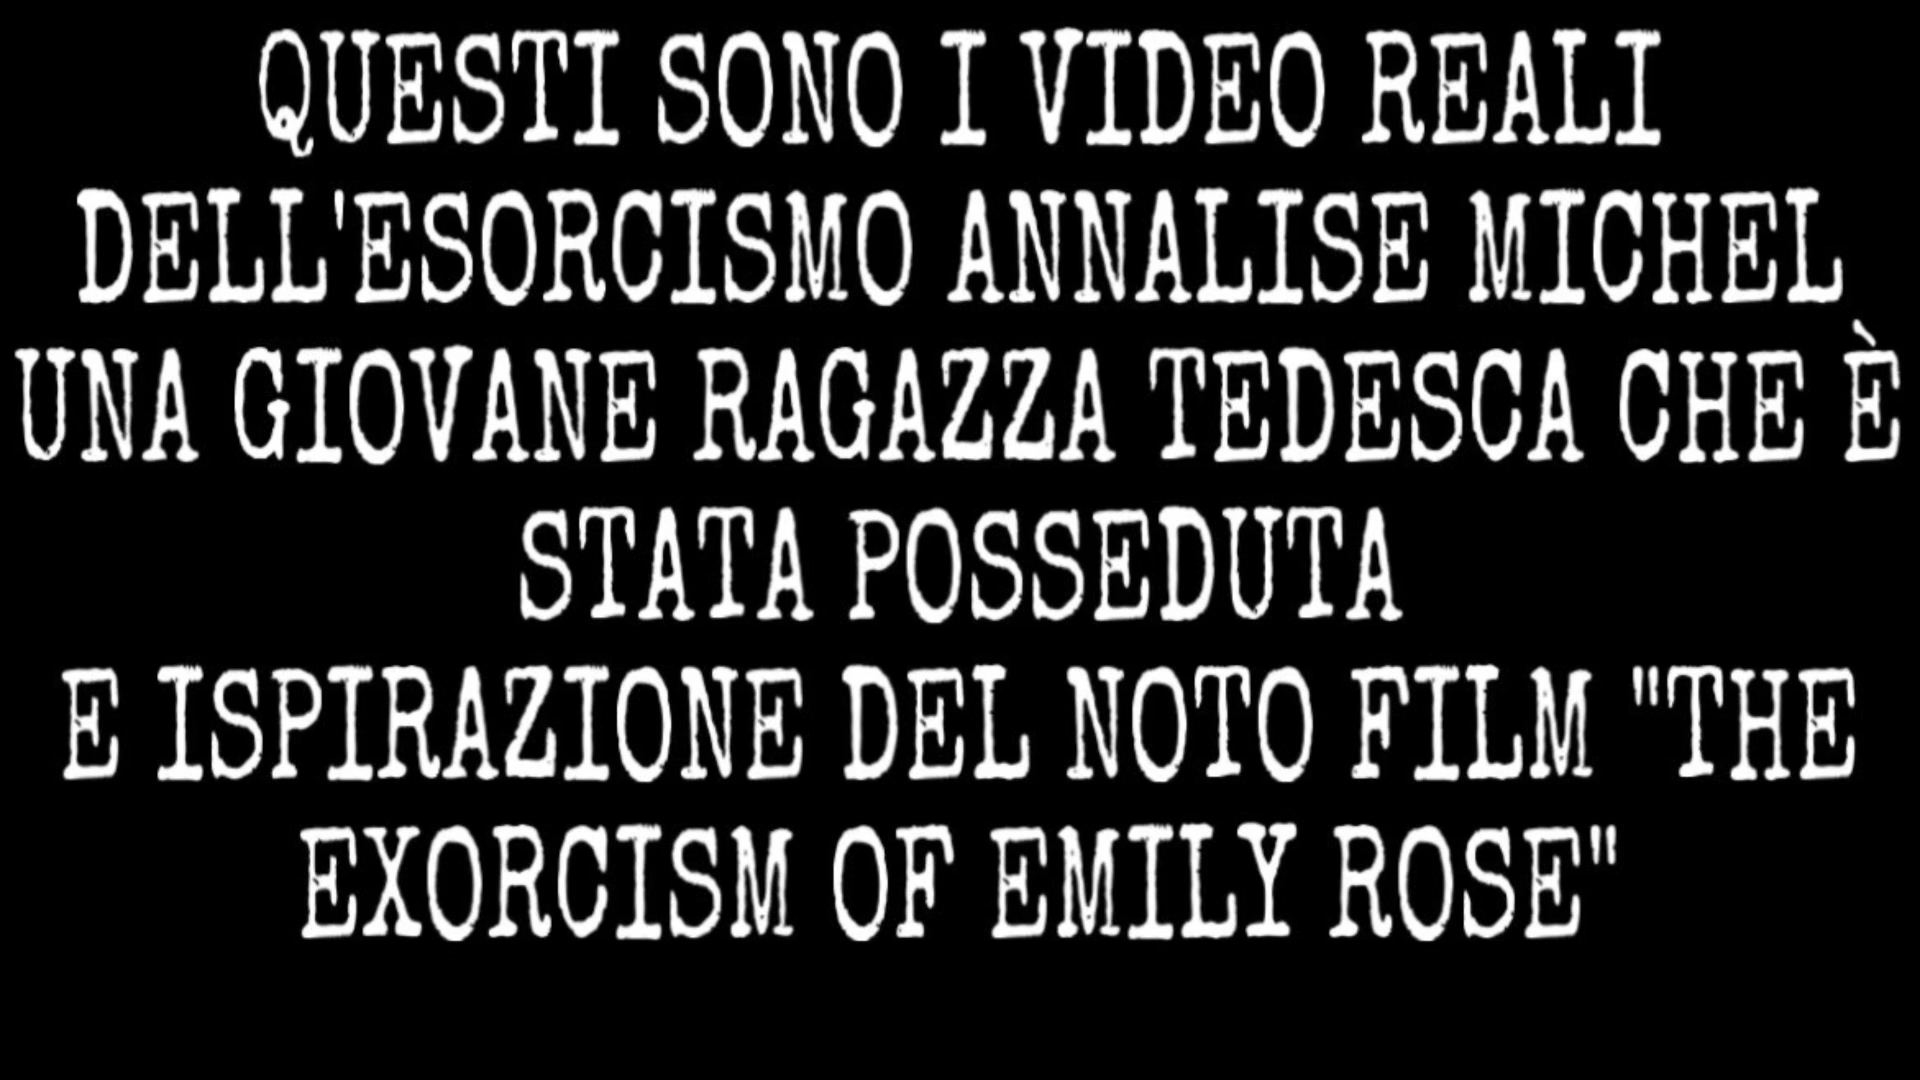 QUESTI SONO I VIDEO REALI
DELL'ESORCISMO ANNALISE MICHEL
UNA GIOVANE RAGAZZA TEDESCA CHE È
STATA POSSEDUTA
E ISPIRAZIONE DEL NOTO FILM "THE
EXORCISM OF EMILY ROSE"